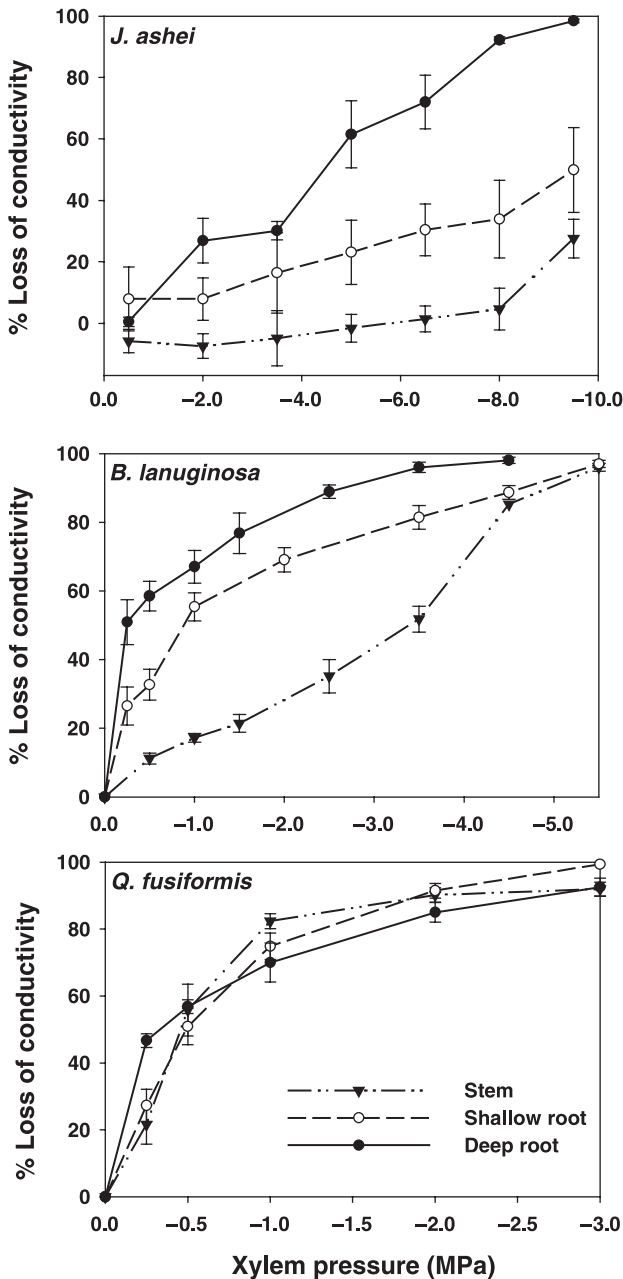 J. ashei
% Loss of conductivity
100
80
60
40
20
0
0.0 –2.0 –4.0 –6.0 –8.0 –10.0
B. lanuginosa
% Loss of conductivity
100
80
60
40
20
0
0.0 –1.0 –2.0 –3.0 –4.0 –5.0
Q. fusiformis
% Loss of conductivity
100
80
60
40
20
0
Stem
Shallow root
Deep root
0.0 –0.5 –1.0 –1.5 –2.0 –2.5 –3.0
Xylem pressure (MPa)